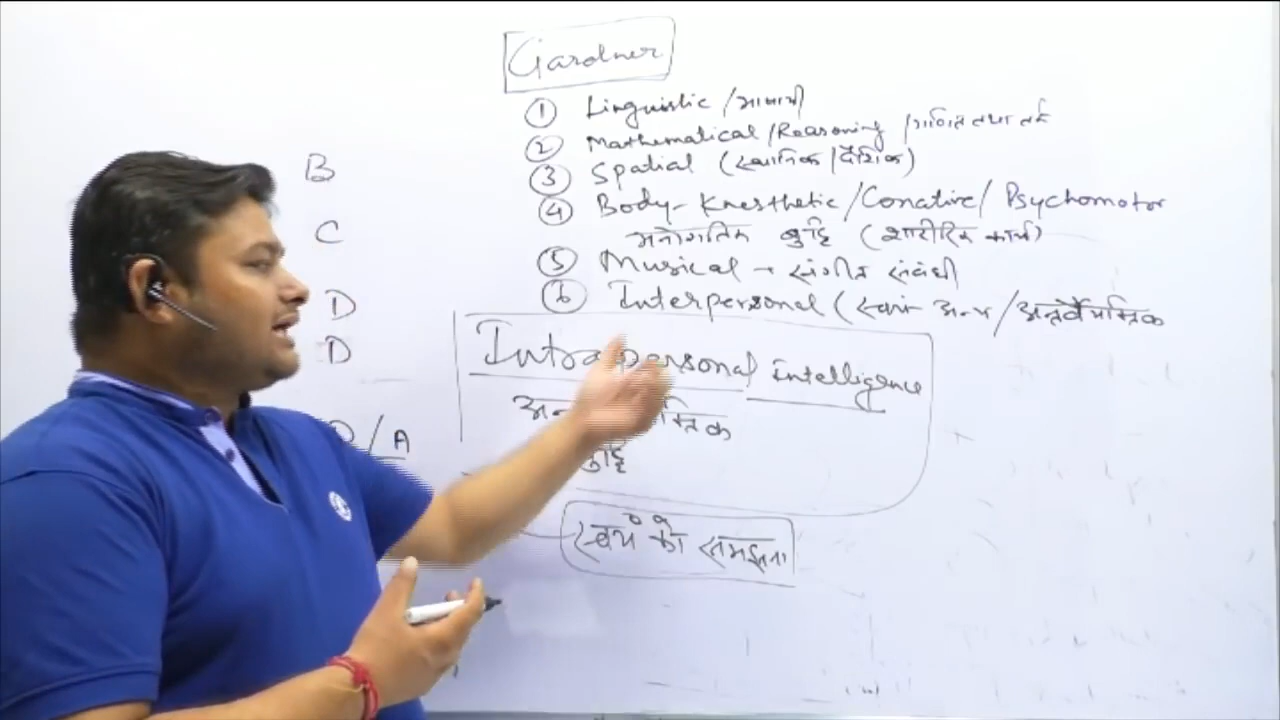 Gardner
① Linguistic / भाषायी
② Mathematical / Reasoning / गणित तथा तर्क
③ Spatial (स्थानिक / दैशिक)
④ Body-Knesthetic / Conative / Psychomotor
मनोगतिक बुद्धि (शारीरिक कार्य)
⑤ Musical → संगीत संबंधी
⑥ Interpersonal (स्वयं अन्य / अन्तर्वैयक्तिक
Intrapersonal intelligence
स्वयं को समझना
B
C
D
D
/ A